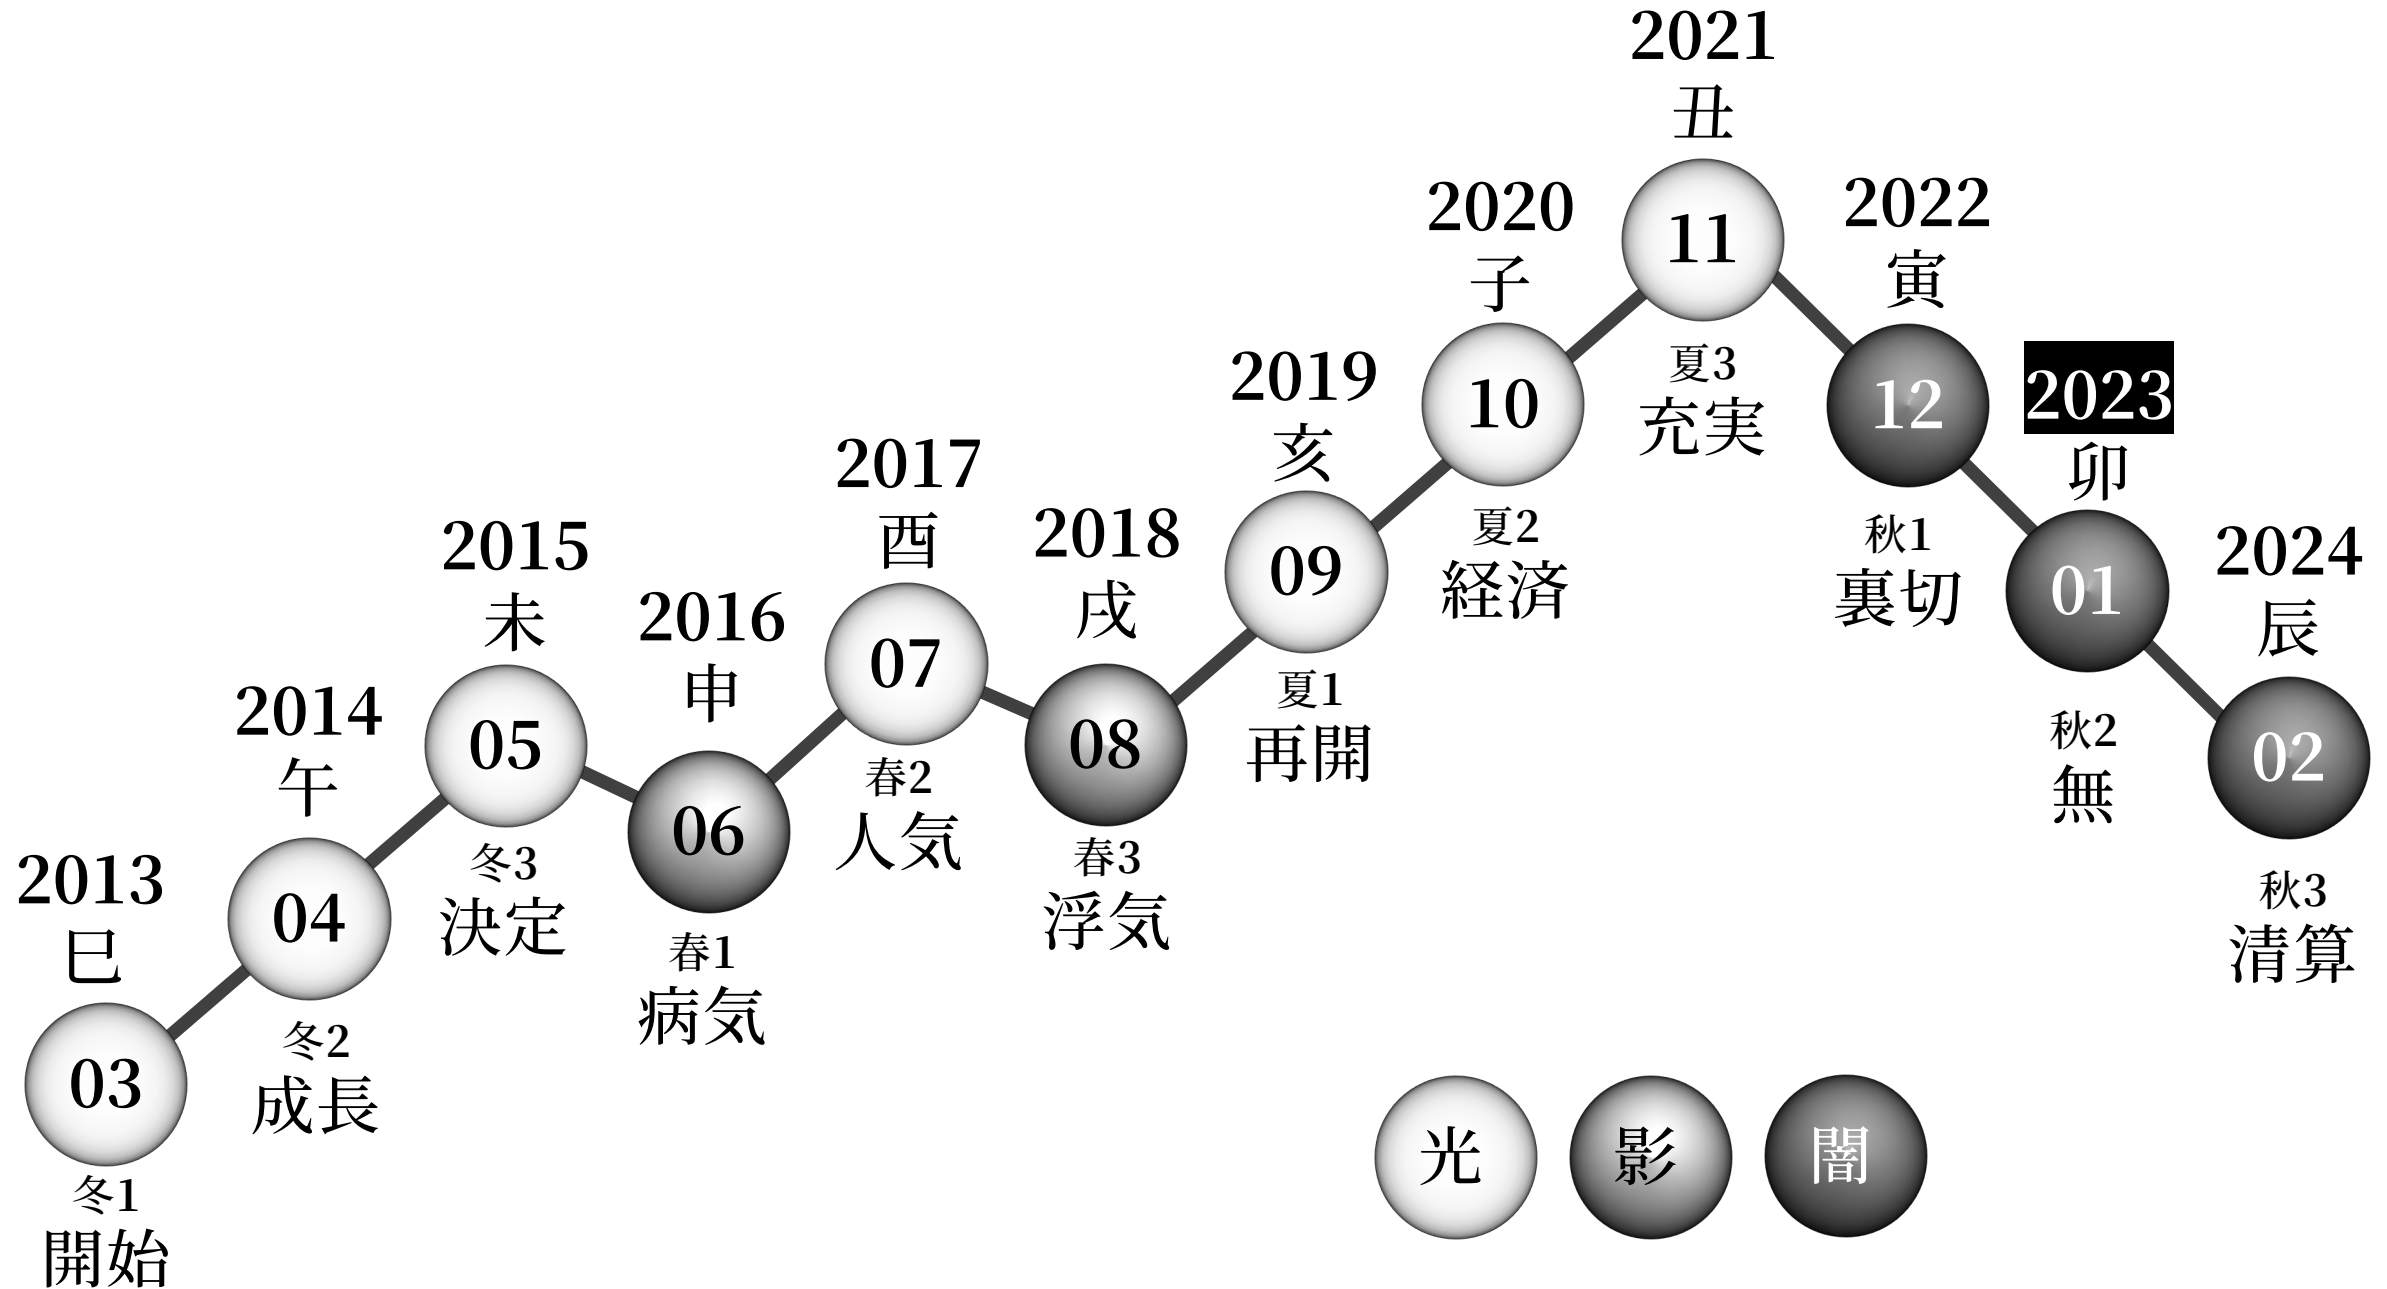 2013
巳
03
冬1
開始
2014
午
04
冬2
成長
2015
未
05
冬3
決定
2016
申
06
春1
病気
2017
酉
07
春2
人気
2018
戌
08
春3
浮気
2019
亥
09
夏1
再開
2020
子
10
夏2
経済
2021
丑
11
夏3
充実
2022
寅
12
秋1
裏切
2023
卯
01
秋2
無
2024
辰
02
秋3
清算
光
影
闇